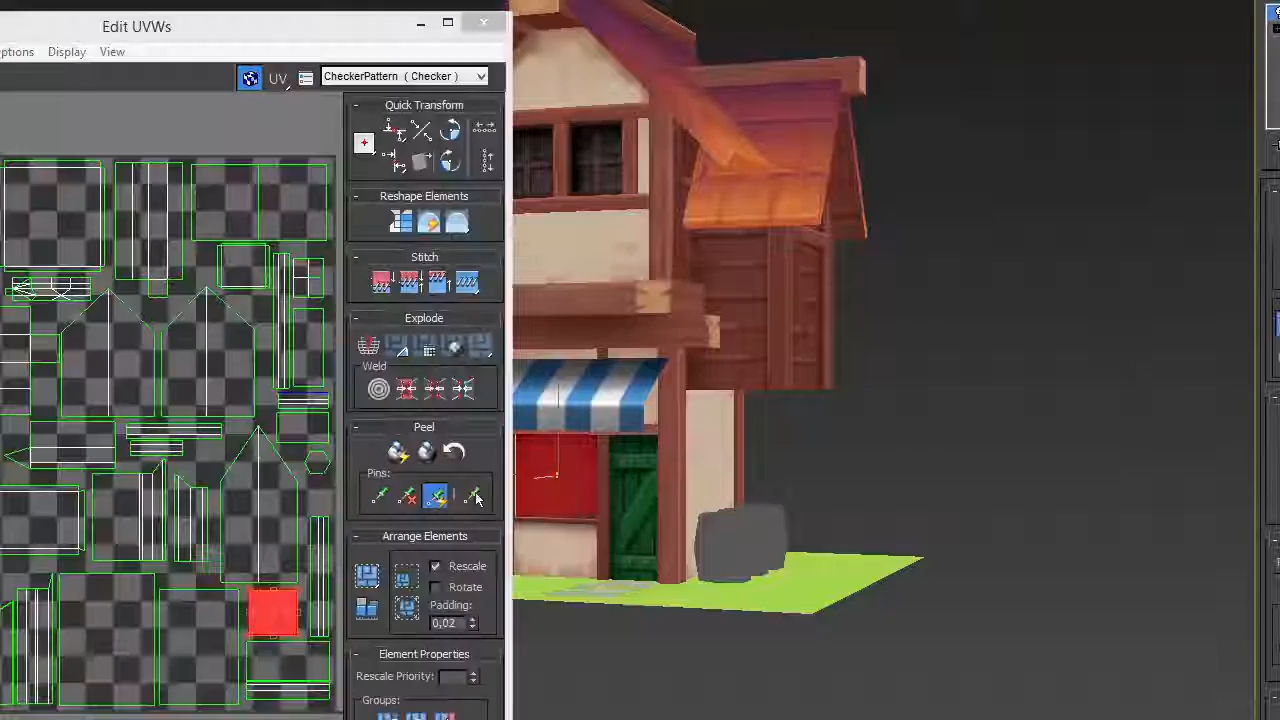 Edit UVWs
ptions Display View
UV CheckerPattern ( Checker )
Quick Transform
Reshape Elements
Stitch
Explode
Weld
Peel
Pins:
Arrange Elements
Rescale
Rotate
Padding:
0,02
Element Properties
Rescale Priority:
Groups: